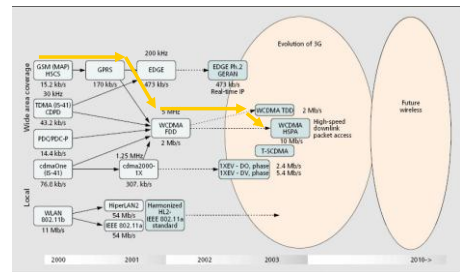 200 kHz
Evolution of 3G
GSM (MAP)
HSCS
15.2 kb/s
GPRS
170 kb/s
EDGE
473 kb/s
EDGE Ph.2
GERAN
473 kb/s
Real-time IP
30 kHz
TDMA (IS-41)
CDPD
43.2 kb/s
PDC/PDC-P
14.4 kb/s
5 MHz
WCDMA
FDD
2 Mb/s
WCDMA TDD
2 Mb/s
WCDMA
HSPA
10 Mb/s
High-speed
downlink
packet access
T-SCDMA
Future
wireless
cdmaOne
(IS-41)
76.8 kb/s
1.25 MHz
cdma2000-
1X
307. kb/s
1XEV - DO, phase
1XEV - DV, phase
2.4 Mb/s
5.4 Mb/s
WLAN
802.11b
11 Mb/s
HiperLAN2
54 Mb/s
IEEE 802.11a
54 Mb/s
Harmonized
HL2-
IEEE 802.11a
standard
Wide area coverage
Local
2000
2001
2002
2003
2010->